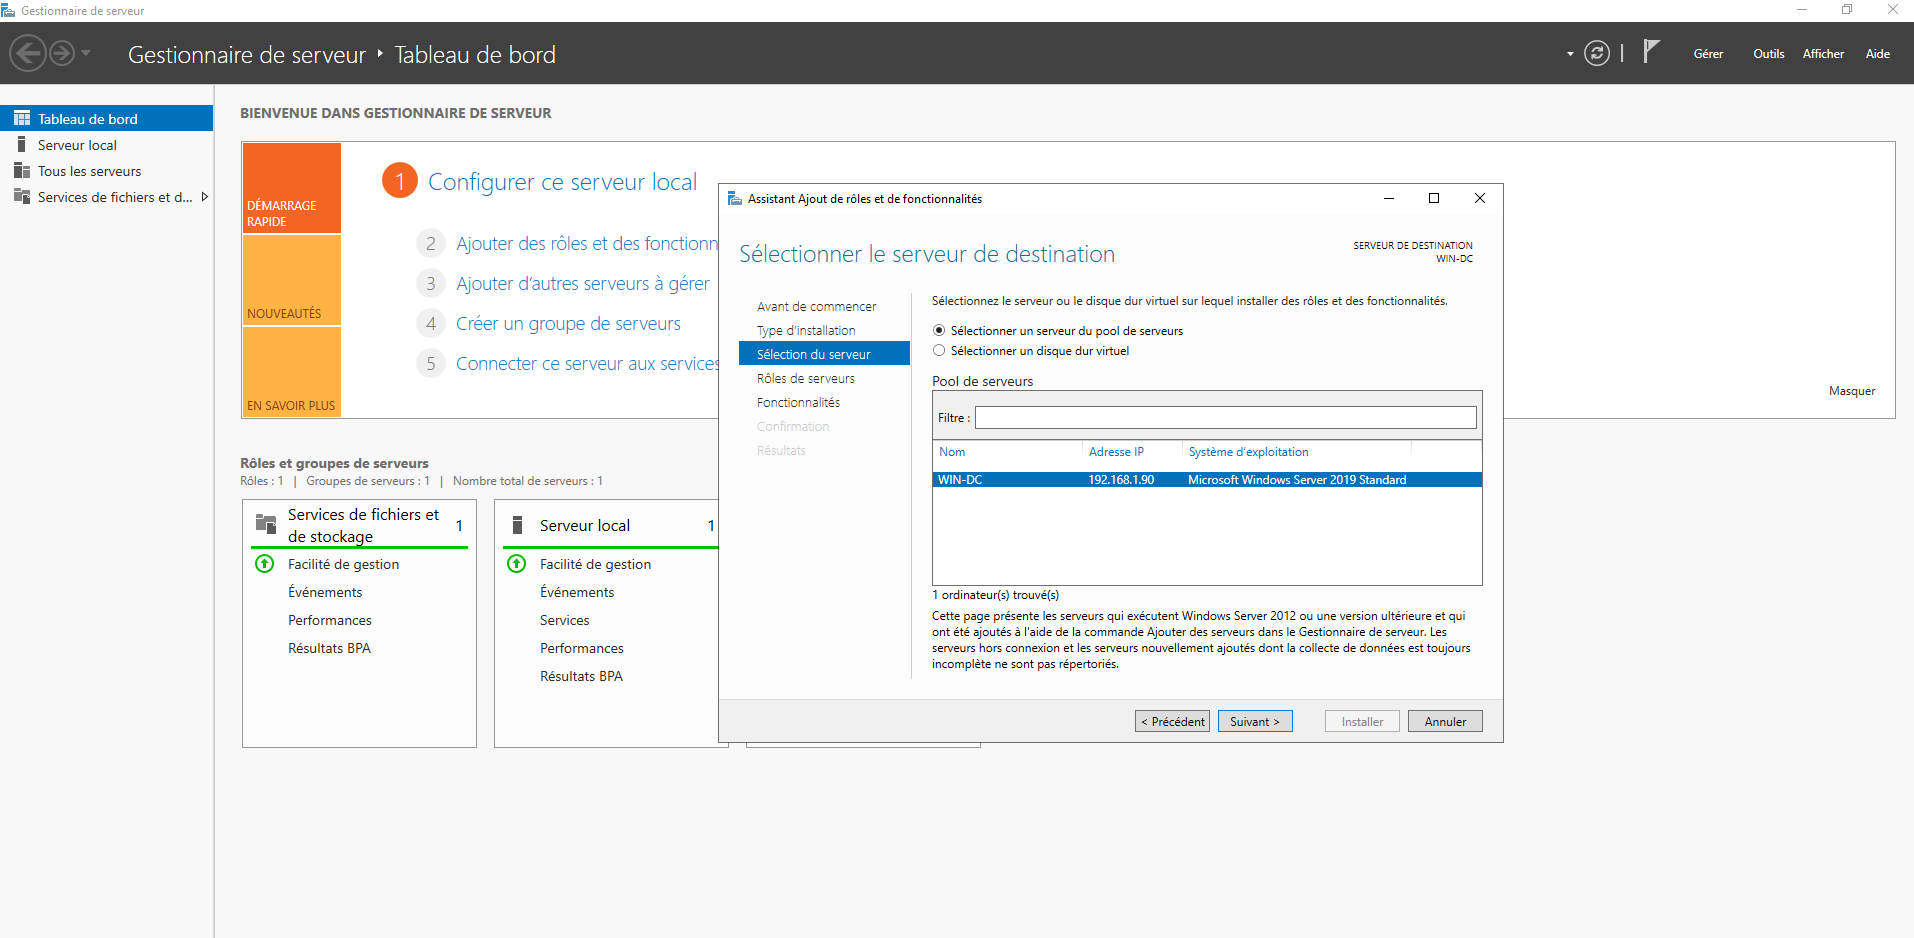 Gestionnaire de serveur
Gestionnaire de serveur
Tableau de bord
Gérer
Outils
Afficher
Aide
Tableau de bord
Serveur local
Tous les serveurs
Services de fichiers et d...
BIENVENUE DANS GESTIONNAIRE DE SERVEUR
DÉMARRAGE
RAPIDE
NOUVEAUTÉS
EN SAVOIR PLUS
1 Configurer ce serveur local
2 Ajouter des rôles et des fonctionn
3 Ajouter d'autres serveurs à gérer
4 Créer un groupe de serveurs
5 Connecter ce serveur aux services
Masquer
Rôles et groupes de serveurs
Rôles : 1 | Groupes de serveurs : 1 | Nombre total de serveurs : 1
Services de fichiers et
de stockage
1
Facilité de gestion
Événements
Performances
Résultats BPA
Serveur local
1
Facilité de gestion
Événements
Services
Performances
Résultats BPA
Assistant Ajout de rôles et de fonctionnalités
Sélectionner le serveur de destination
SERVEUR DE DESTINATION
WIN-DC
Avant de commencer
Type d'installation
Sélection du serveur
Rôles de serveurs
Fonctionnalités
Confirmation
Résultats
Sélectionnez le serveur ou le disque dur virtuel sur lequel installer des rôles et des fonctionnalités.
Sélectionner un serveur du pool de serveurs
Sélectionner un disque dur virtuel
Pool de serveurs
Filtre :
Nom Adresse IP Système d'exploitation
WIN-DC 192.168.1.90 Microsoft Windows Server 2019 Standard
1 ordinateur(s) trouvé(s)
Cette page présente les serveurs qui exécutent Windows Server 2012 ou une version ultérieure et qui
ont été ajoutés à l'aide de la commande Ajouter des serveurs dans le Gestionnaire de serveur. Les
serveurs hors connexion et les serveurs nouvellement ajoutés dont la collecte de données est toujours
incomplète ne sont pas répertoriés.
< Précédent
Suivant >
Installer
Annuler